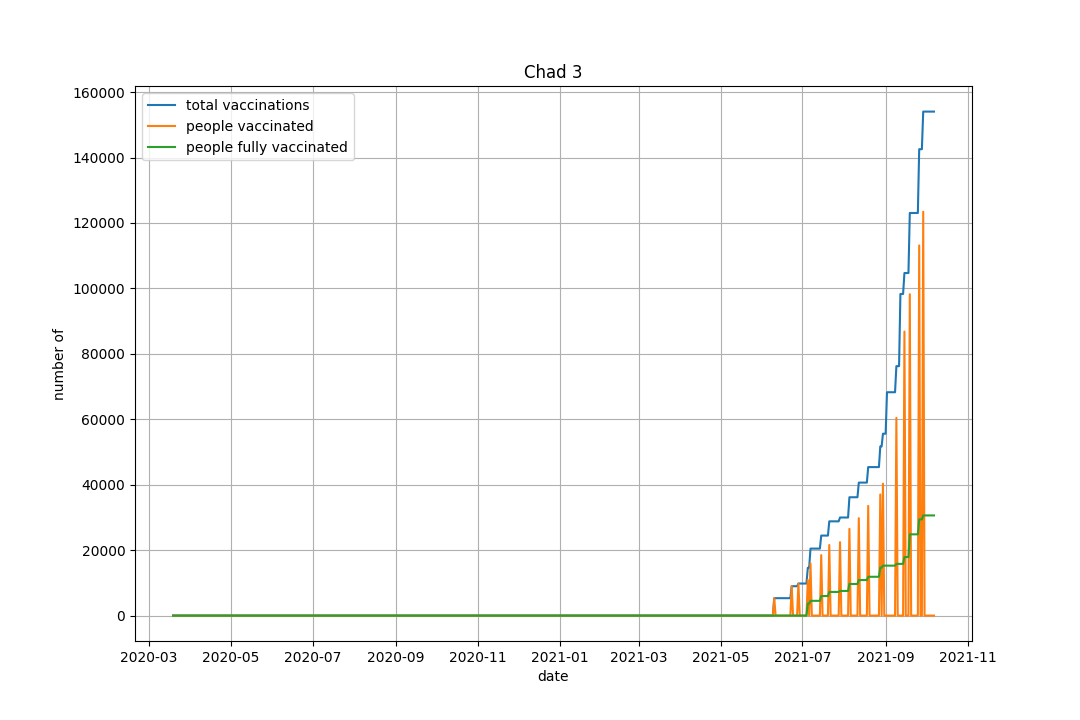 Chad 3
160000
140000
120000
100000
80000
60000
40000
20000
0
number of
total vaccinations
people vaccinated
people fully vaccinated
2020-03 2020-05 2020-07 2020-09 2020-11 2021-01 2021-03 2021-05 2021-07 2021-09 2021-11
date